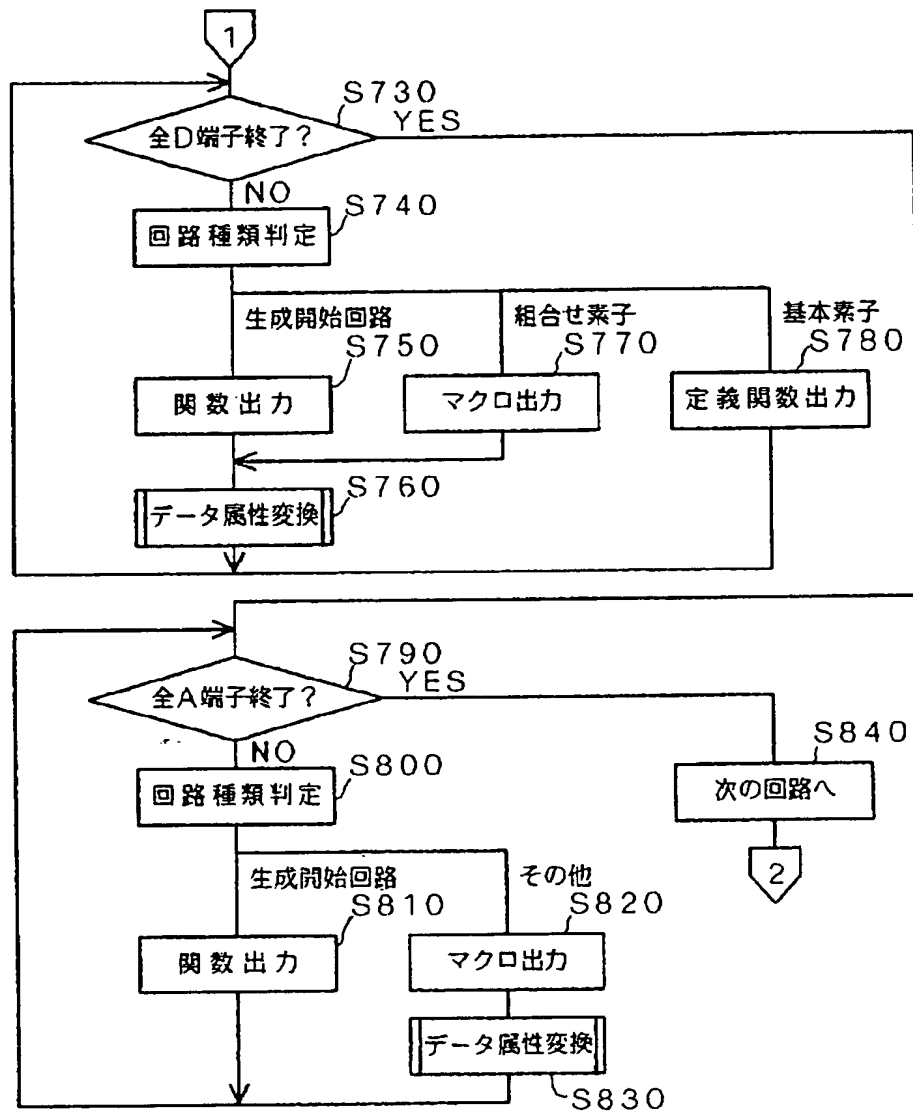 1
S730
全D端子終了?
YES
NO
S740
回路種類判定
生成開始回路
組合せ素子
基本素子
S750
S770
S780
関数出力
マクロ出力
定義関数出力
S760
データ属性変換
S790
全A端子終了?
YES
NO
S800
S840
回路種類判定
次の回路へ
生成開始回路
その他
2
S810
S820
関数出力
マクロ出力
データ属性変換
S830